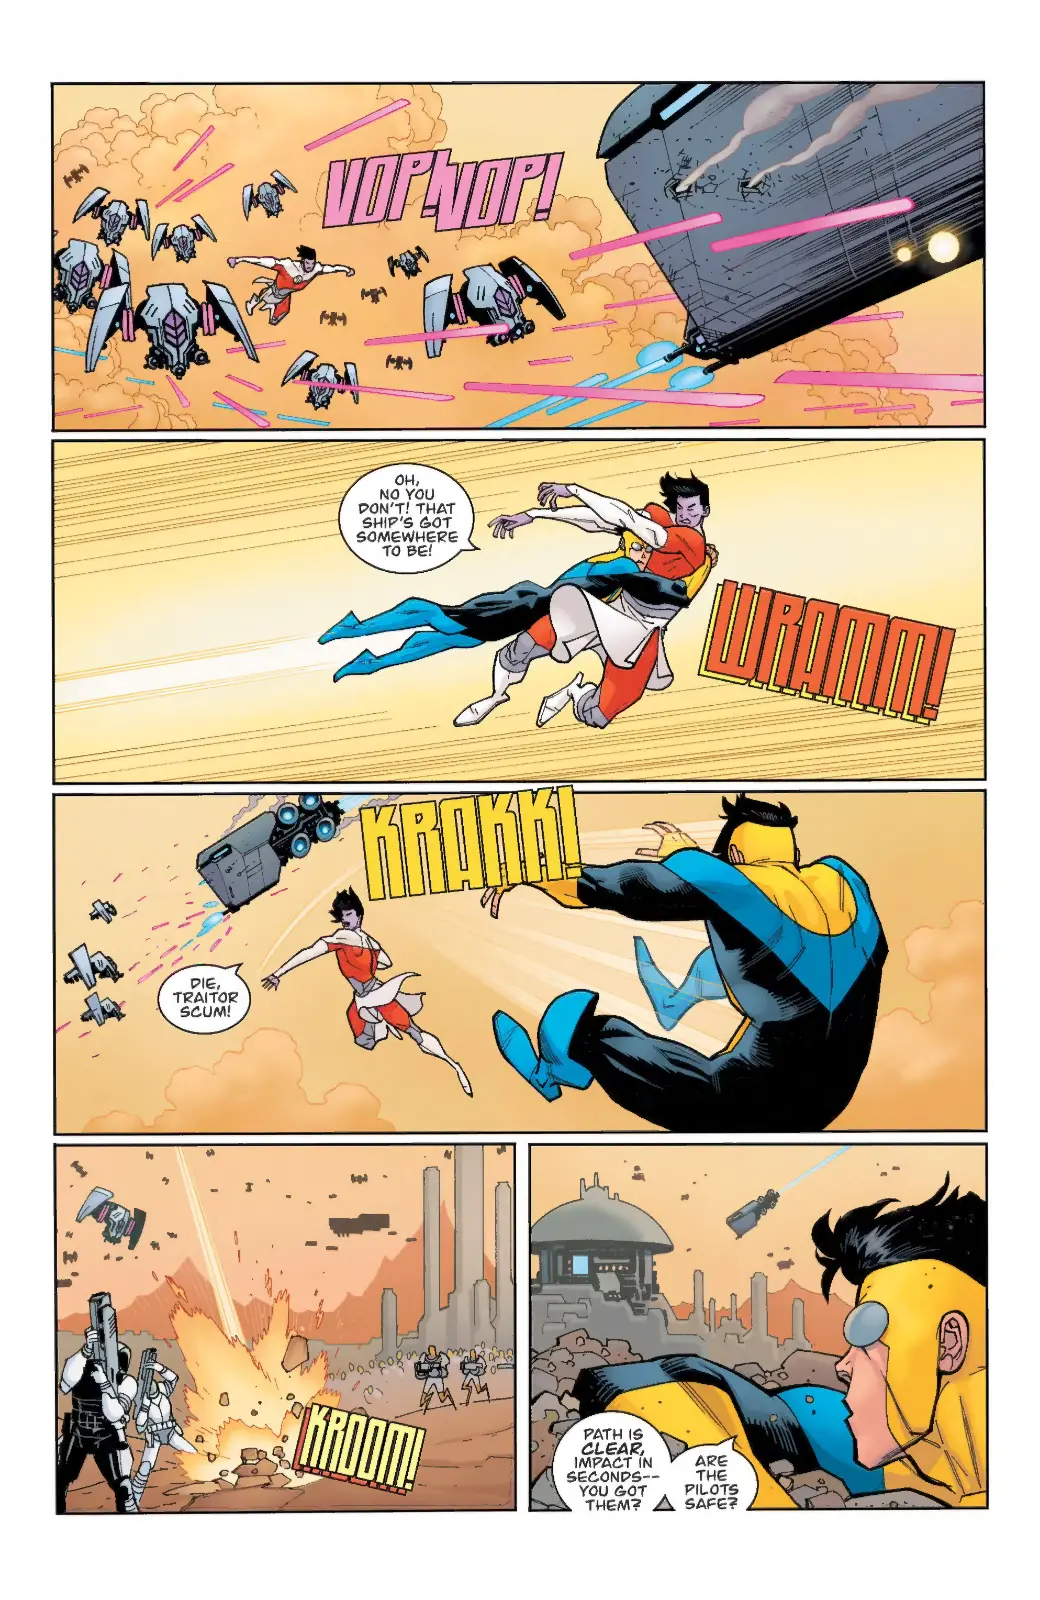 VOP! VOP!
OH,
NO YOU
DON'T! THAT
SHIP'S GOT
SOMEWHERE
TO BE!
WRAMM!
KRAKK!
DIE,
TRAITOR
SCUM!
KROOM!
PATH IS
CLEAR,
IMPACT IN
SECONDS--
YOU GOT
THEM?
ARE
THE
PILOTS
SAFE?